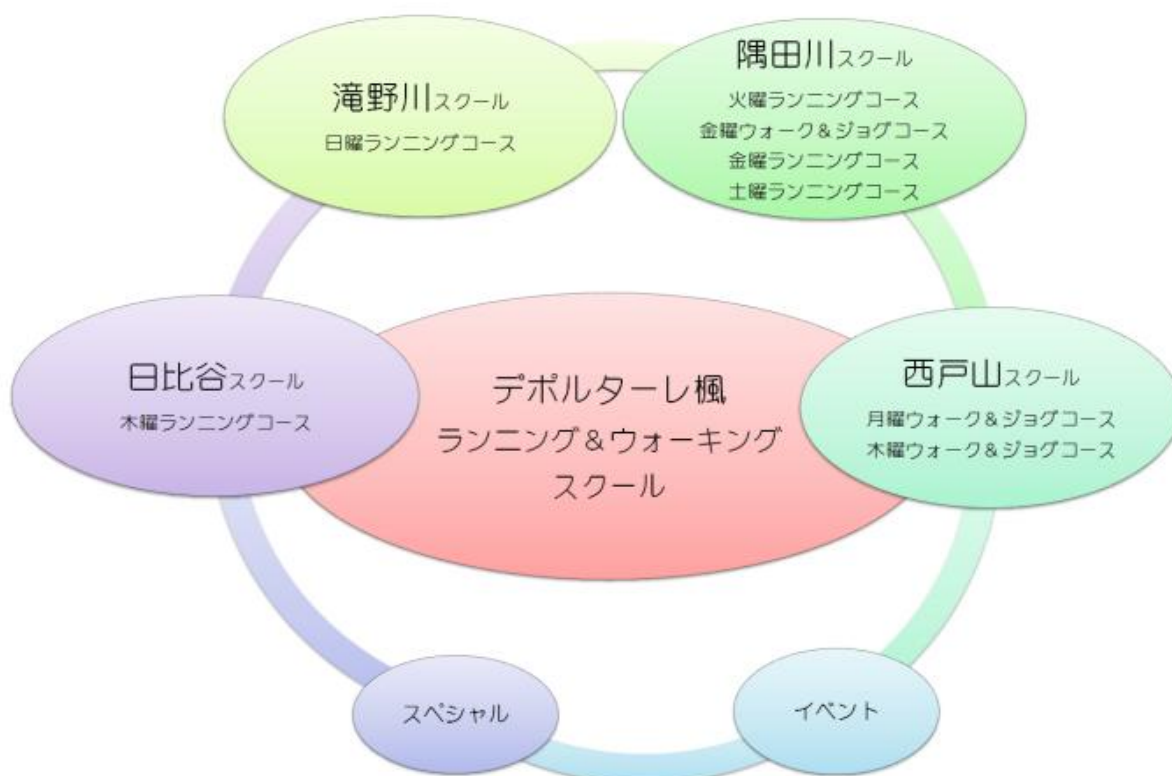 滝野川スクール
日曜ランニングコース
隅田川スクール
火曜ランニングコース
金曜ウォーク＆ジョグコース
金曜ランニングコース
土曜ランニングコース
日比谷スクール
木曜ランニングコース
デポルターレ楓
ランニング＆ウォーキング
スクール
西戸山スクール
月曜ウォーク＆ジョグコース
木曜ウォーク＆ジョグコース
スペシャル
イベント